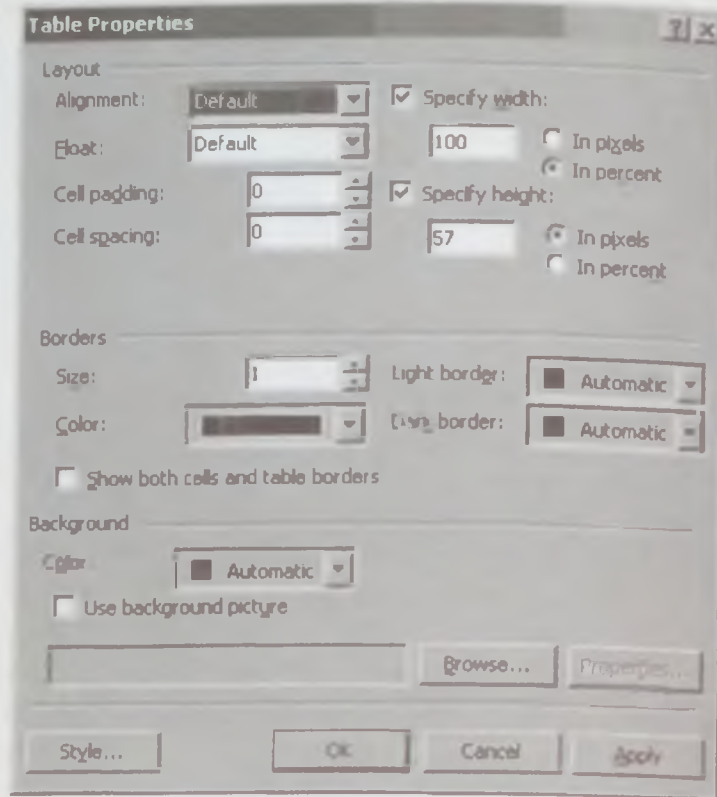 Table Properties
Layout
Alignment: Default Specify width:
Float: Default 100 In pixels
In percent
Cell padding: 0 Specify height:
Cell spacing: 0 57 In pixels
In percent
Borders
Size: 1 Light border: Automatic
Color: border: Automatic
Show both cells and table borders
Background
Color Automatic
Use background picture
Browse... Properties...
Style... OK Cancel Apply